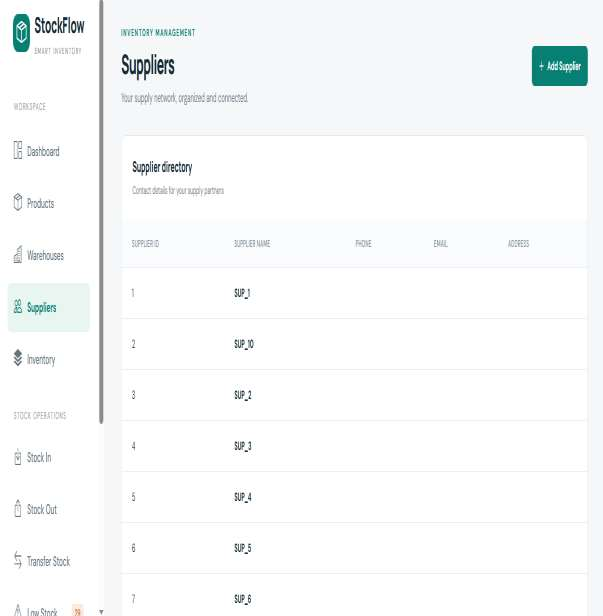 StockFlow
SMART INVENTORY
WORKSPACE
Dashboard
Products
Warehouses
Suppliers
Inventory
STOCK OPERATIONS
Stock In
Stock Out
Transfer Stock
Low Stock 29
INVENTORY MANAGEMENT
Suppliers
Your supply network, organized and connected.
+ Add Supplier
Supplier directory
Contact details for your supply partners
SUPPLIER ID SUPPLIER NAME PHONE EMAIL ADDRESS
1 SUP_1
2 SUP_10
3 SUP_2
4 SUP_3
5 SUP_4
6 SUP_5
7 SUP_6